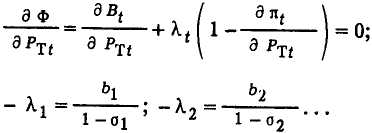 ∂Φ/∂P_Tt = ∂B_t/∂P_Tt + λ_t (1 − ∂π_t/∂P_Tt) = 0;
− λ_1 = b_1/(1 − σ_1); − λ_2 = b_2/(1 − σ_2) ...